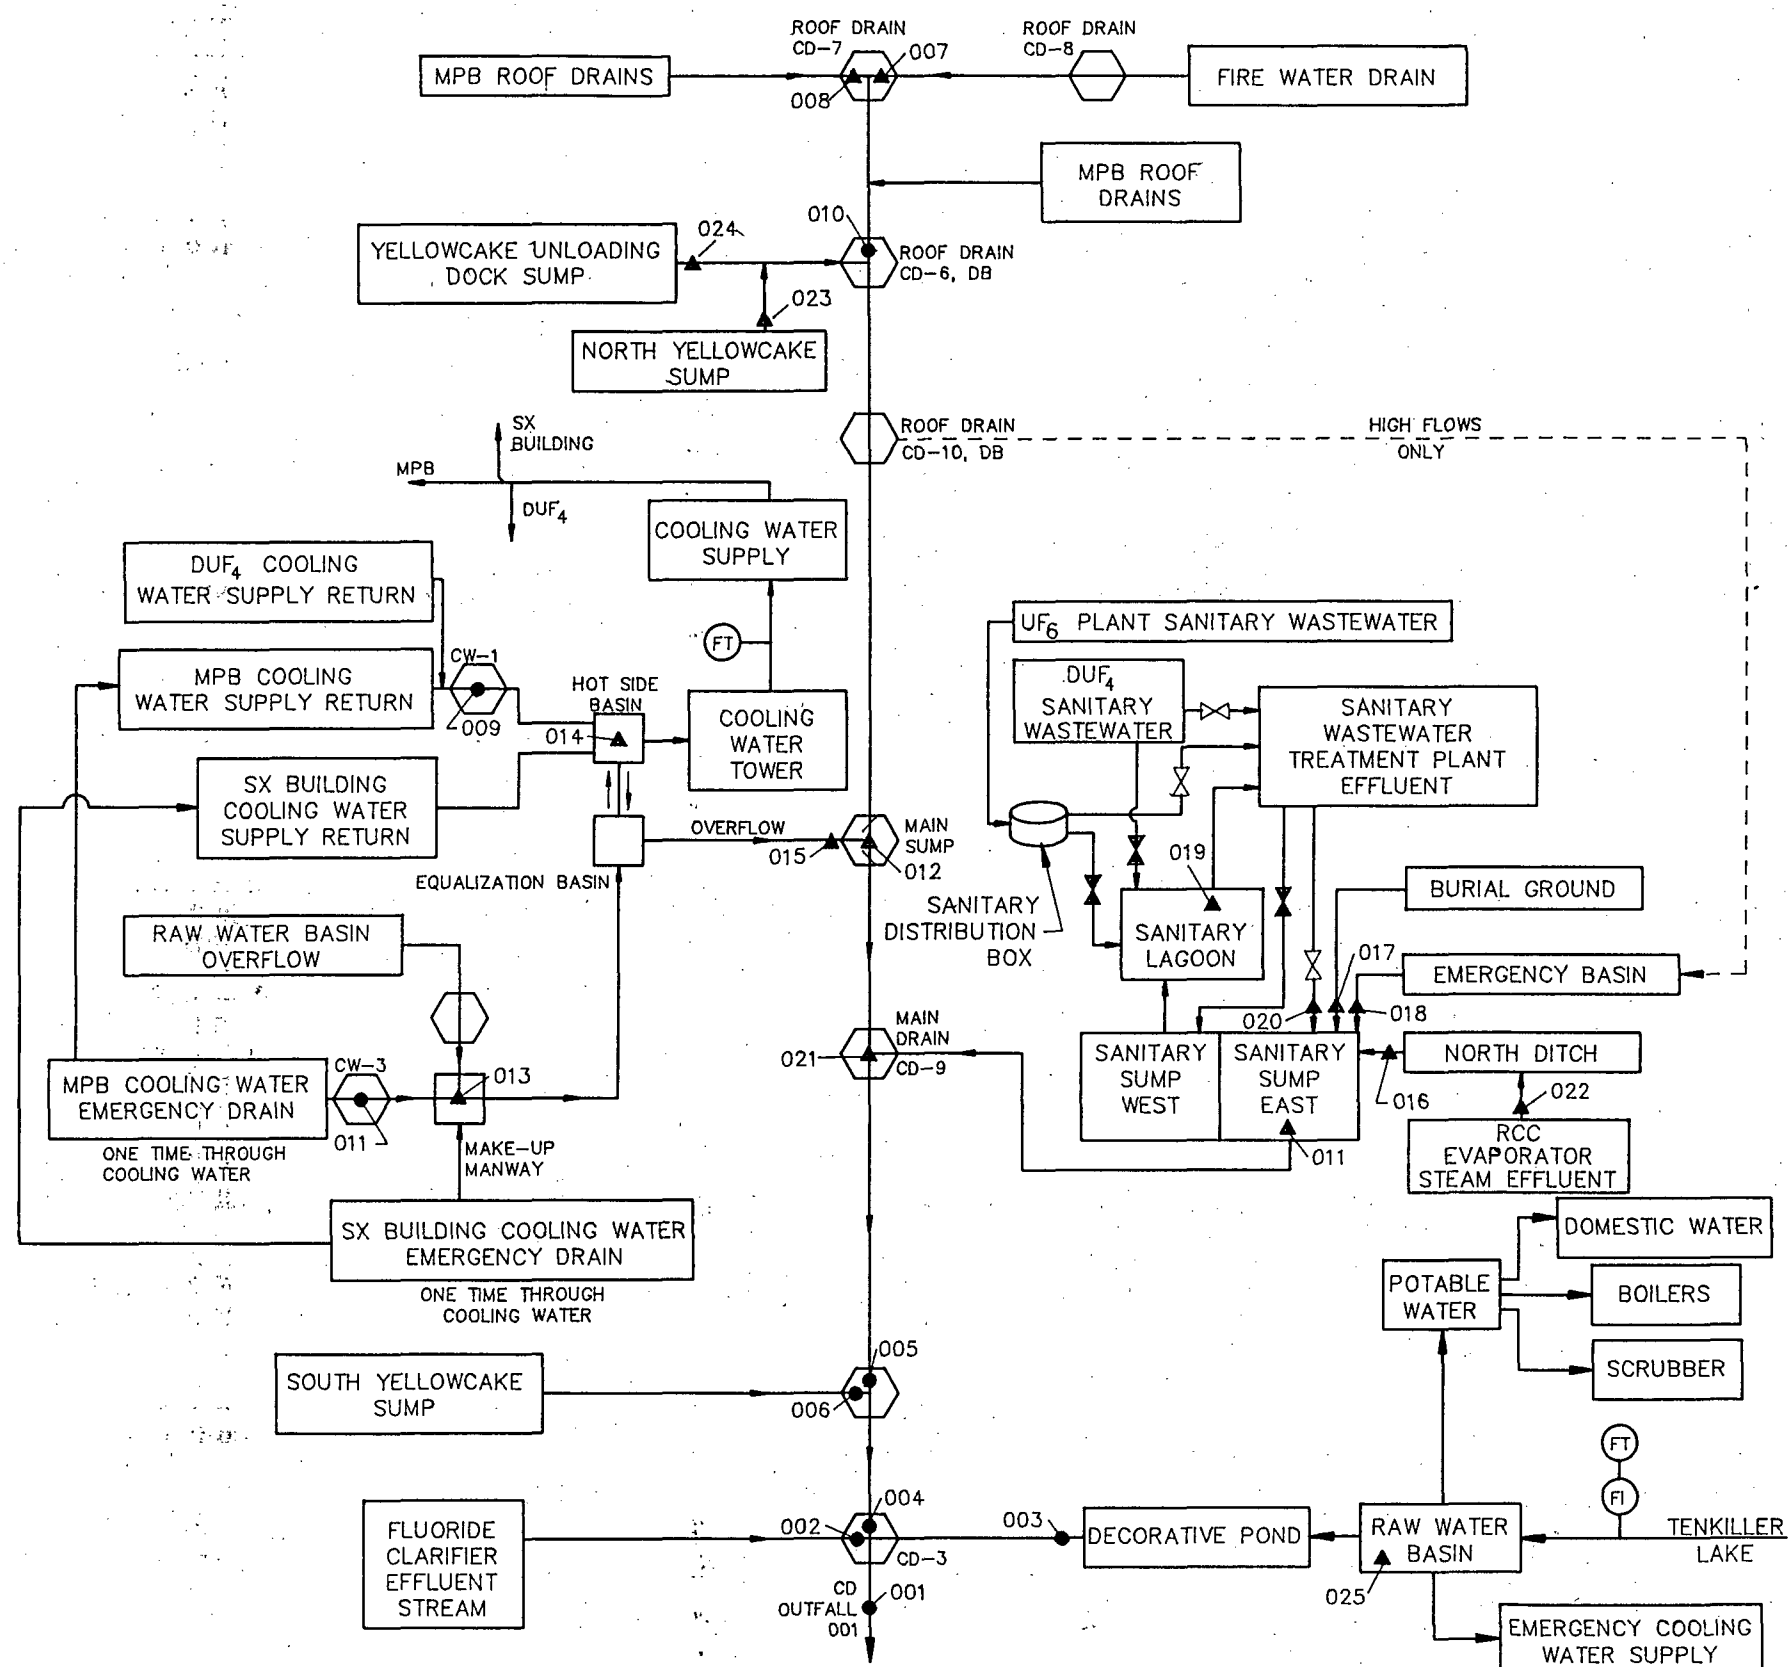 ROOF DRAIN
CD-7
007
ROOF DRAIN
CD-8
MPB ROOF DRAINS
008
FIRE WATER DRAIN
MPB ROOF
DRAINS
010
024
YELLOWCAKE UNLOADING
DOCK SUMP
ROOF DRAIN
CD-6, DB
023
NORTH YELLOWCAKE
SUMP
SX
BUILDING
ROOF DRAIN
CD-10, DB
HIGH FLOWS
ONLY
MPB
DUF4
COOLING WATER
SUPPLY
DUF4 COOLING
WATER SUPPLY RETURN
UF6 PLANT SANITARY WASTEWATER
FT
CW-1
MPB COOLING
WATER SUPPLY RETURN
009
HOT SIDE
BASIN
014
COOLING
WATER
TOWER
DUF4
SANITARY
WASTEWATER
SANITARY
WASTEWATER
TREATMENT PLANT
EFFLUENT
SX BUILDING
COOLING WATER
SUPPLY RETURN
OVERFLOW
015
MAIN
SUMP
012
EQUALIZATION BASIN
019
SANITARY
DISTRIBUTION
BOX
SANITARY
LAGOON
BURIAL GROUND
RAW WATER BASIN
OVERFLOW
017
EMERGENCY BASIN
020
018
MAIN
DRAIN
CD-9
021
SANITARY
SUMP
WEST
SANITARY
SUMP
EAST
NORTH DITCH
016
022
011
RCC
EVAPORATOR
STEAM EFFLUENT
MPB COOLING WATER
EMERGENCY DRAIN
CW-3
011
013
ONE TIME THROUGH
COOLING WATER
MAKE-UP
MANWAY
SX BUILDING COOLING WATER
EMERGENCY DRAIN
ONE TIME THROUGH
COOLING WATER
DOMESTIC WATER
POTABLE
WATER
BOILERS
SCRUBBER
005
SOUTH YELLOWCAKE
SUMP
006
FT
FI
FLUORIDE
CLARIFIER
EFFLUENT
STREAM
002
004
CD-3
003
DECORATIVE POND
RAW WATER
BASIN
025
TENKILLER
LAKE
CD
OUTFALL
001
001
EMERGENCY COOLING
WATER SUPPLY